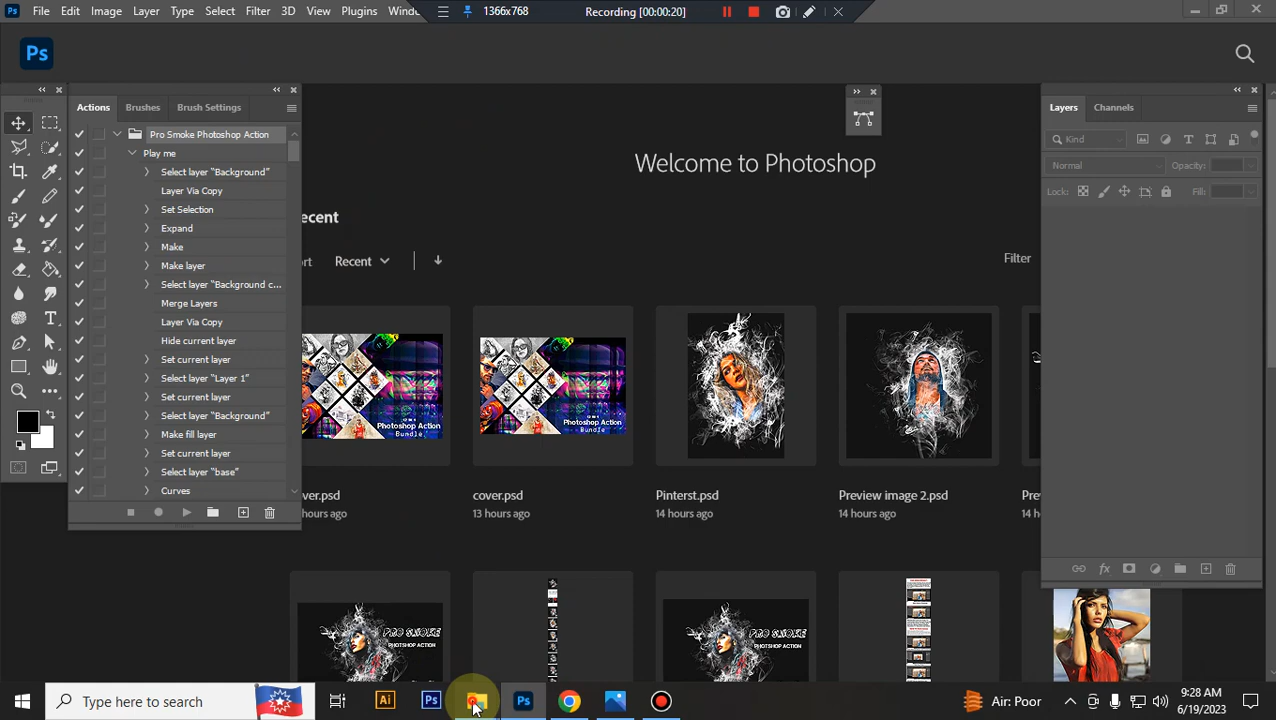 Ps File Edit Image Layer Type Select Filter 3D View Plugins Windo 1366x768 Recording [00:00:20]
Ps
Actions Brushes Brush Settings
Layers Channels
Pro Smoke Photoshop Action
Play me
Select layer “Background”
Layer Via Copy
Set Selection
Expand
Make
Make layer
Select layer “Background c...
Merge Layers
Layer Via Copy
Hide current layer
Set current layer
Select layer “Layer 1”
Set current layer
Select layer “Background”
Make fill layer
Set current layer
Select layer “base”
Curves
Welcome to Photoshop
ecent
ort Recent
Filter
Kind
Normal Opacity:
Lock: Fill:
Photoshop Action
Bundle
Photoshop Action
Bundle
ver.psd
hours ago
cover.psd
13 hours ago
Pinterst.psd
14 hours ago
Preview image 2.psd
14 hours ago
Pre
14
PRO SMOKE
PHOTOSHOP ACTION
PRO SMOKE
PHOTOSHOP ACTION
Type here to search
Ai Ps Ps
Air: Poor
9:28 AM
6/19/2023